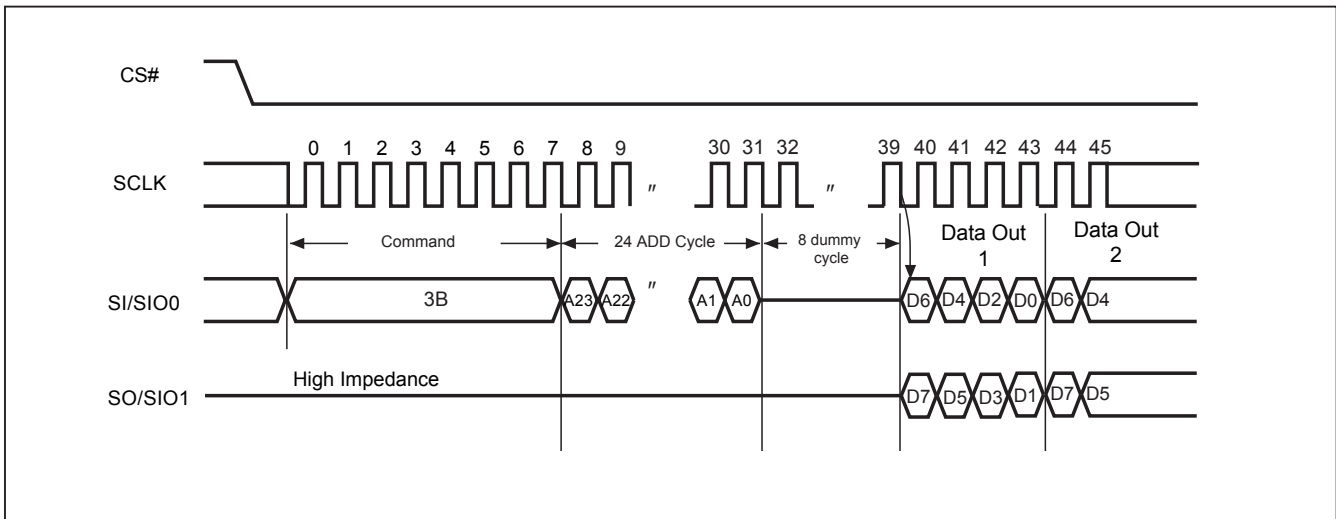 CS#
0 1 2 3 4 5 6 7 8 9 30 31 32 39 40 41 42 43 44 45
SCLK
″ ″
Command 24 ADD Cycle 8 dummy cycle Data Out 1 Data Out 2
SI/SIO0 3B A23 A22 ″ A1 A0 D6 D4 D2 D0 D6 D4
High Impedance
SO/SIO1 D7 D5 D3 D1 D7 D5